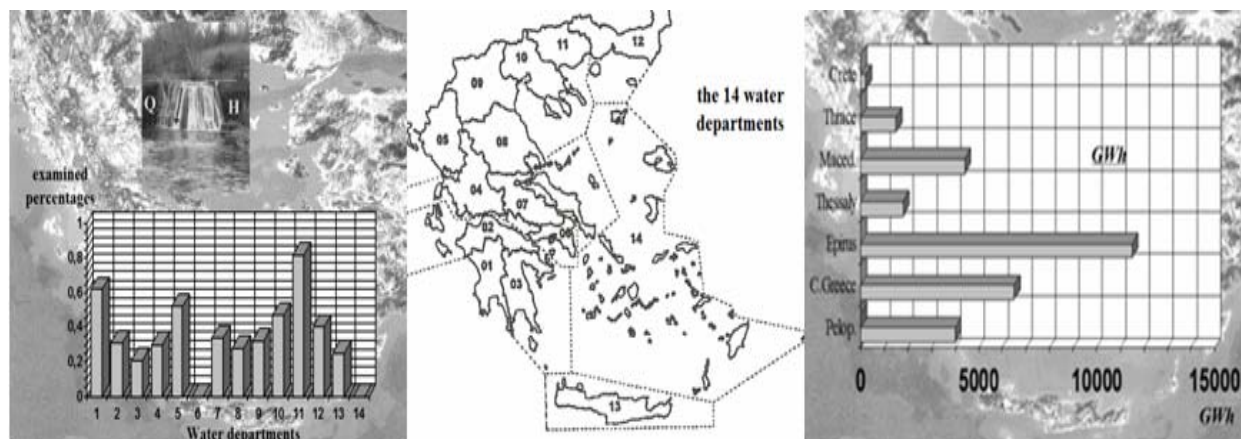 Q H
examined
percentages
1
0,8
0,6
0,4
0,2
0
1 2 3 4 5 6 7 8 9 10 11 12 13 14
Water departments
the 14 water
departments
12
11
10
09
05
08
04
07
02
06
14
01
03
13
Crete
Thrace
Maced.
Thessaly
Epirus
C.Greece
Pelop.
GWh
0 5000 10000 15000
GWh